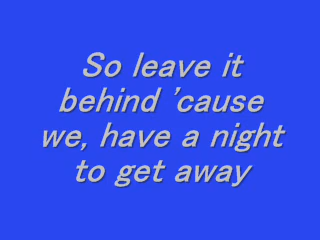 So leave it
behind 'cause
we, have a night
to get away